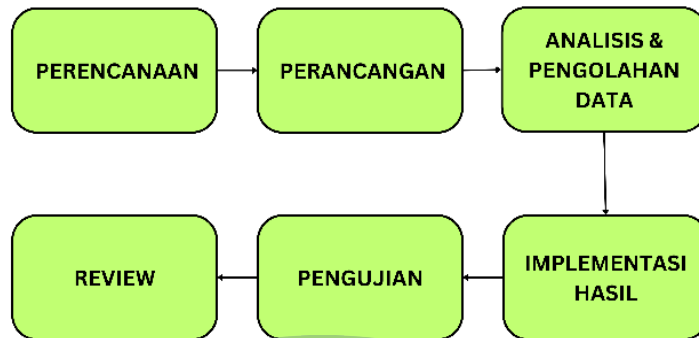 PERENCANAAN
PERANCANGAN
ANALISIS &
PENGOLAHAN
DATA
IMPLEMENTASI
HASIL
PENGUJIAN
REVIEW